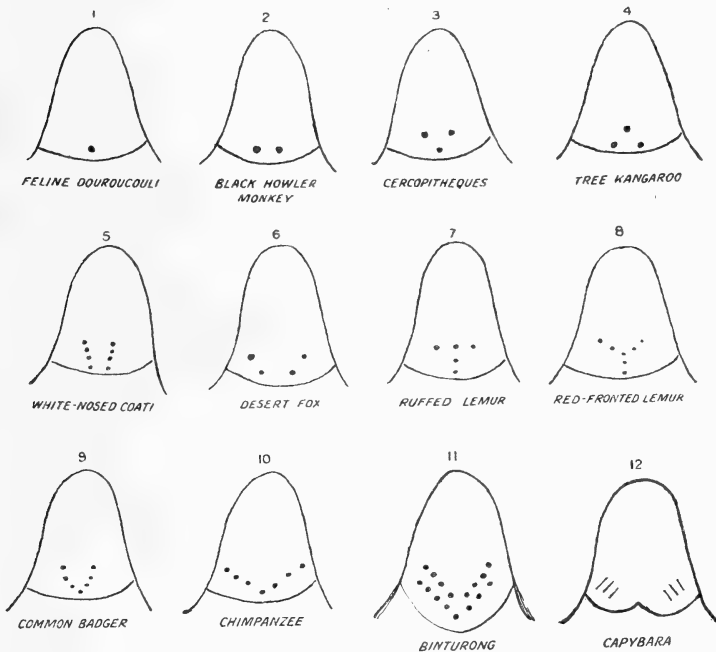 1
2
3
4
FELINE DOUROUCOULI
BLACK HOWLER
MONKEY
CERCOPITHEQUES
TREE KANGAROO
5
6
7
8
WHITE-NOSED COATI
DESERT FOX
RUFFED LEMUR
RED-FRONTED LEMUR
9
10
11
12
COMMON BADGER
CHIMPANZEE
BINTURONG
CAPYBARA